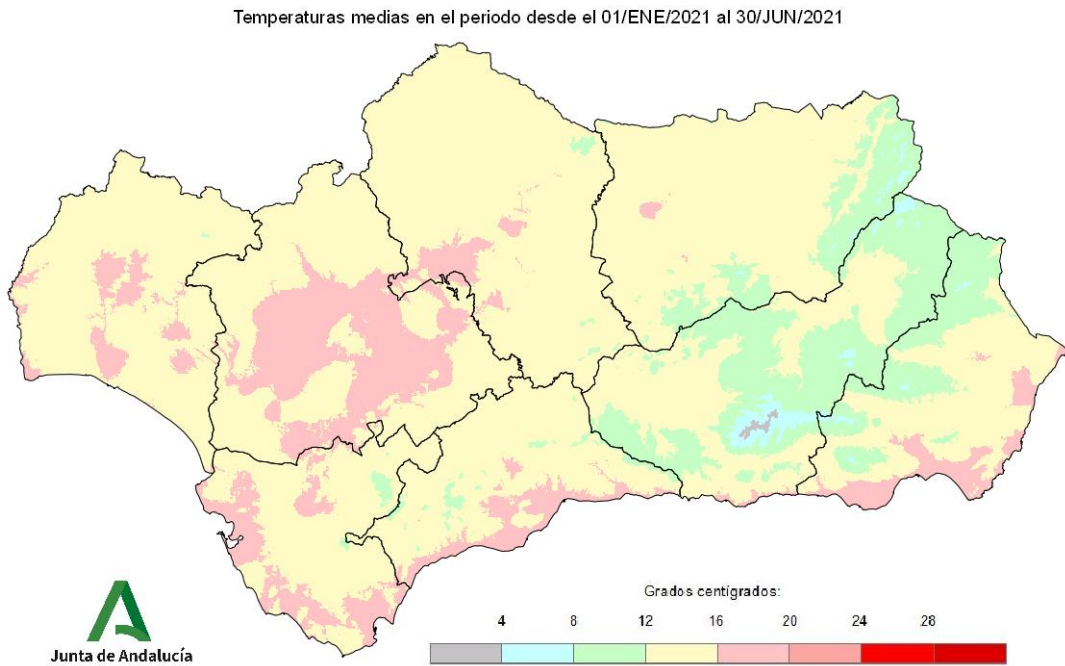 Temperaturas medias en el periodo desde el 01/ENE/2021 al 30/JUN/2021
Grados centígrados:
4 8 12 16 20 24 28
Junta de Andalucía